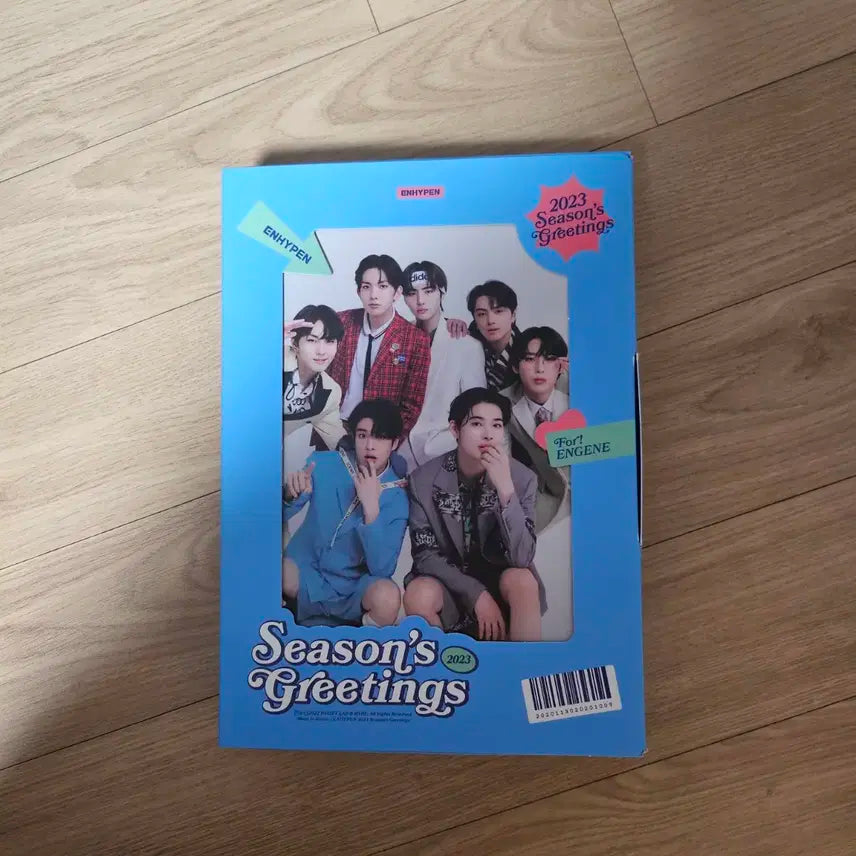 ENHYPEN
2023
Season's
Greetings
ENHYPEN
For!
ENGENE
Season's
2023
Greetings